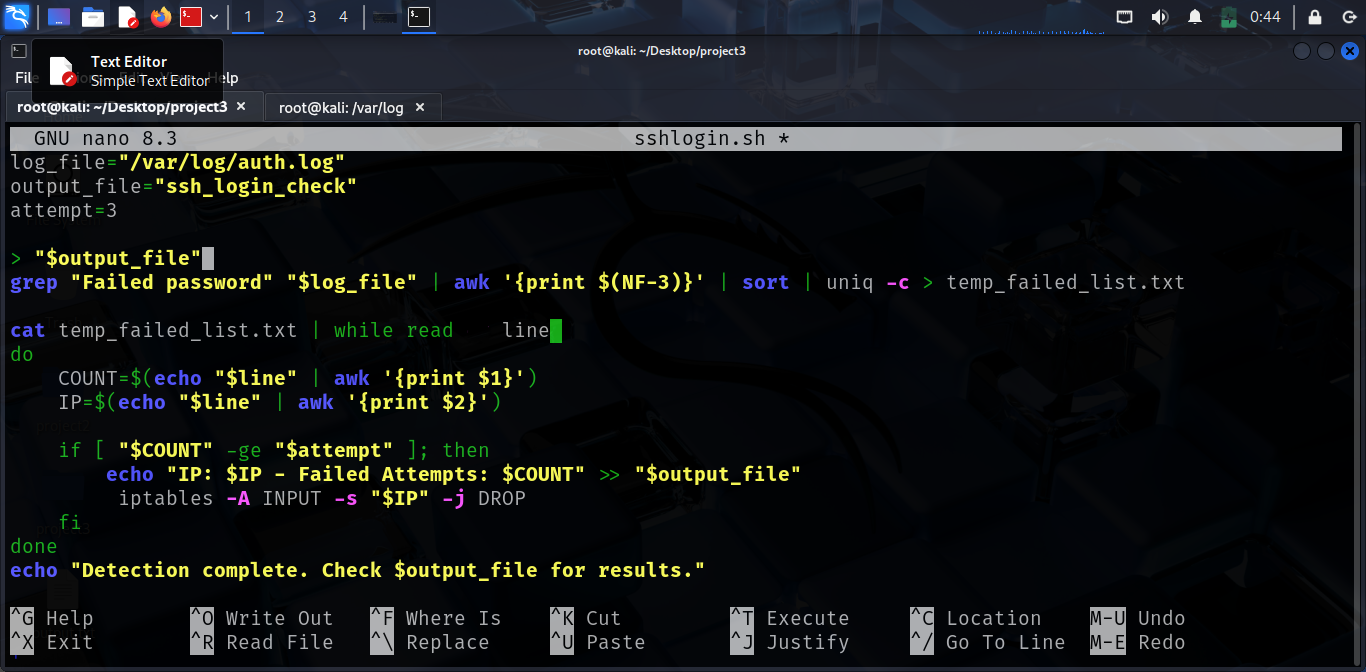 1 2 3 4 0:44
root@kali: ~/Desktop/project3
Text Editor
Simple Text Editor
File Help
root@kali: ~/Desktop/project3 × root@kali: /var/log ×
GNU nano 8.3 sshlogin.sh *
log_file="/var/log/auth.log"
output_file="ssh_login_check"
attempt=3
> "$output_file"
grep "Failed password" "$log_file" | awk '{print $(NF-3)}' | sort | uniq -c > temp_failed_list.txt
cat temp_failed_list.txt | while read    line
do
    COUNT=$(echo "$line" | awk '{print $1}')
    IP=$(echo "$line" | awk '{print $2}')
    if [ "$COUNT" -ge "$attempt" ]; then
        echo "IP: $IP - Failed Attempts: $COUNT" >> "$output_file"
         iptables -A INPUT -s "$IP" -j DROP
    fi
done
echo "Detection complete. Check $output_file for results."
^G Help ^O Write Out ^F Where Is ^K Cut ^T Execute ^C Location M-U Undo
^X Exit ^R Read File ^\ Replace ^U Paste ^J Justify ^/ Go To Line M-E Redo